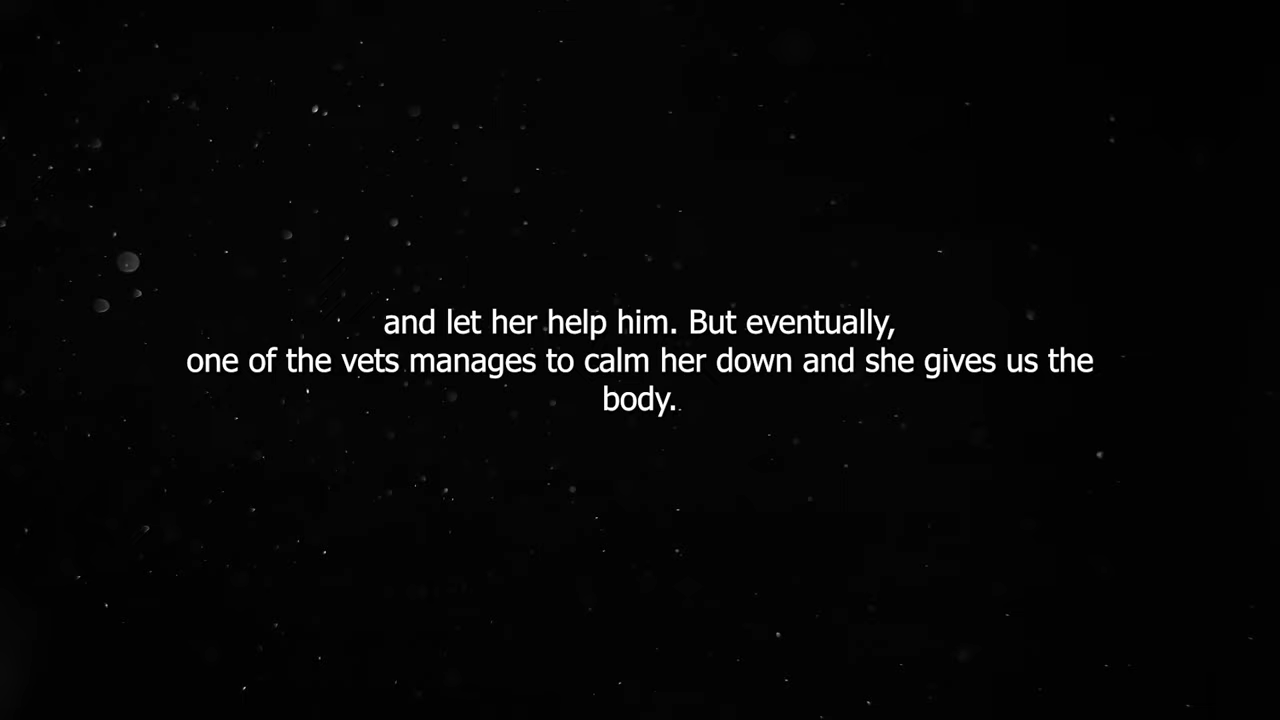 and let her help him. But eventually,
one of the vets manages to calm her down and she gives us the
body.